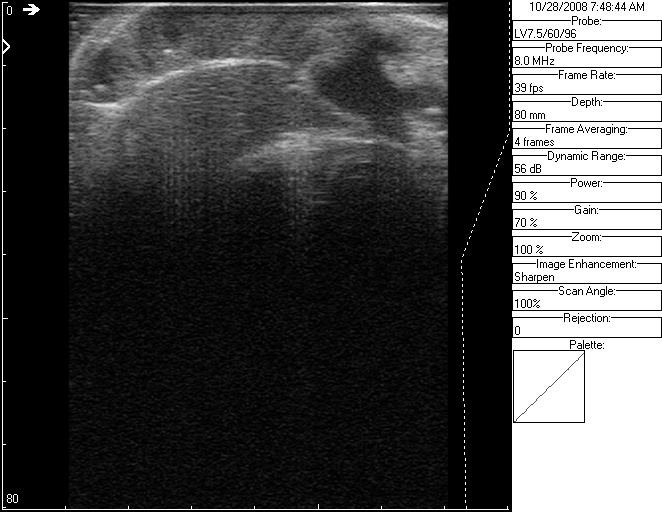 0
80
10/28/2008 7:48:44 AM
Probe:
LV7.5/60/96
Probe Frequency:
8.0 MHz
Frame Rate:
39 fps
Depth:
80 mm
Frame Averaging:
4 frames
Dynamic Range:
56 dB
Power:
90 %
Gain:
70 %
Zoom:
100 %
Image Enhancement:
Sharpen
Scan Angle:
100%
Rejection:
0
Palette: